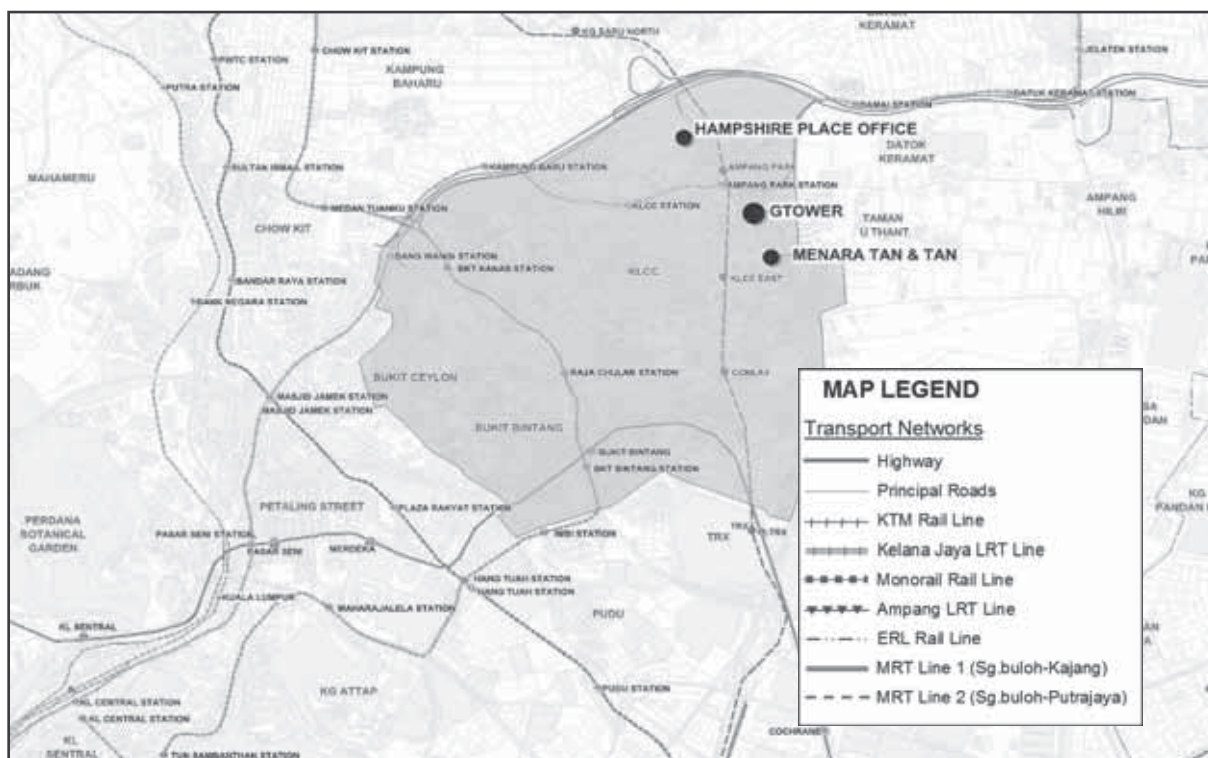 KG BARU NORTH
KERAMAT
CHOW KIT STATION
JELATEK STATION
PWTC STATION
KAMPUNG
BAHARU
PUTRA STATION
DATUK KERAMAT STATION
DAMAI STATION
HAMPSHIRE PLACE OFFICE
DATOK
KERAMAT
SULTAN ISMAIL STATION
KAMPUNG BARU STATION
AMPANG PARK
MAHAMERU
AMPANG PARK STATION
AMPANG
HILIR
MEDAN TUANKU STATION
KLCC STATION
GTOWER
TAMAN
U THANT
CHOW KIT
DANG WANGI STATION
MENARA TAN & TAN
BKT NANAS STATION
KLCC
BANDAR RAYA STATION
KLCC EAST
BANK NEGARA STATION
RAJA CHULAN STATION
CONLAY
BUKIT CEYLON
MASJID JAMEK STATION
MASJID JAMEK STATION
BUKIT BINTANG
BUKIT BINTANG
BKT BINTANG STATION
PETALING STREET
PLAZA RAKYAT STATION
PERDANA
BOTANICAL
GARDEN
PASAR SENI STATION
PASAR SENI
MERDEKA
IMBI STATION
TRX
TRX
TRX
HANG TUAH STATION
HANG TUAH STATION
KUALA LUMPUR
MAHARAJALELA STATION
PUDU
KL SENTRAL
KG ATTAP
PUDU STATION
KL CENTRAL STATION
KL CENTRAL STATION
KL
SENTRAL
TUN SAMBANTHAN STATION
COCHRANE
KG
PANDAN
MAP LEGEND
Transport Networks
Highway
Principal Roads
KTM Rail Line
Kelana Jaya LRT Line
Monorail Rail Line
Ampang LRT Line
ERL Rail Line
MRT Line 1 (Sg.buloh-Kajang)
MRT Line 2 (Sg.buloh-Putrajaya)